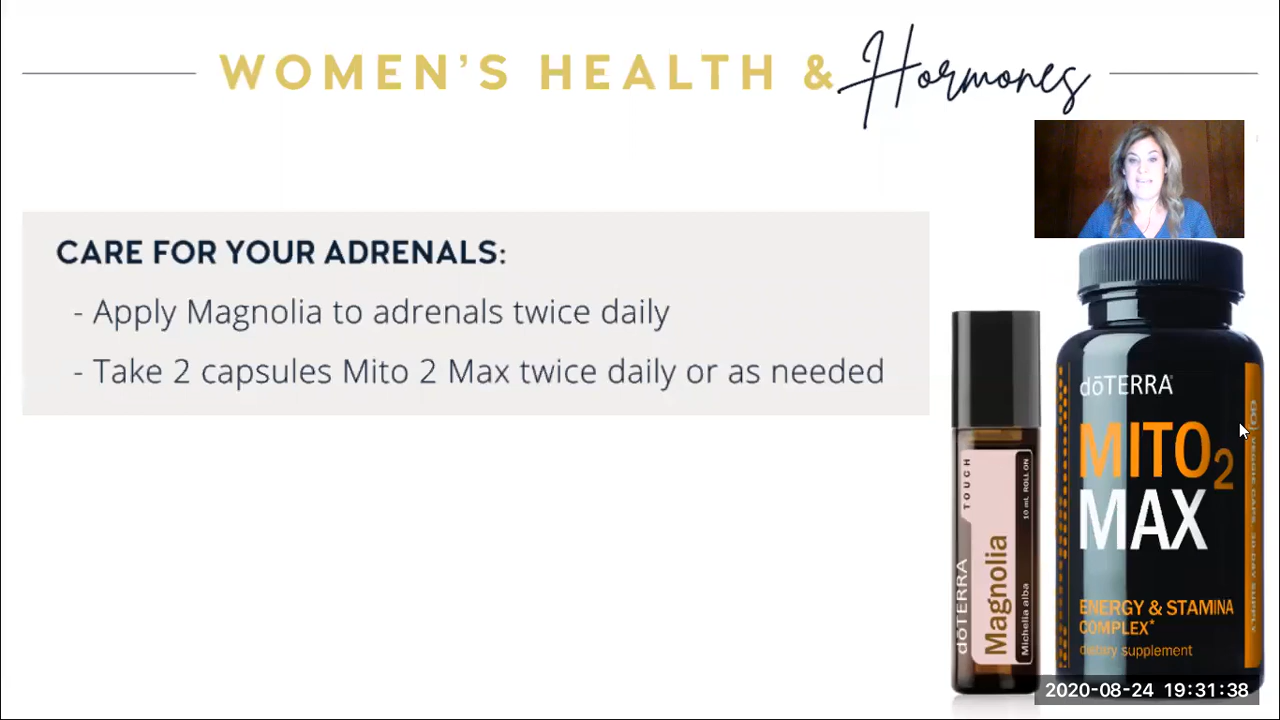 WOMEN'S HEALTH & Hormones
CARE FOR YOUR ADRENALS:
- Apply Magnolia to adrenals twice daily
- Take 2 capsules Mito 2 Max twice daily or as needed
dōTERRA TOUCH
Magnolia
Michelia alba 10 mL ROLL ON
dōTERRA
MITO2
MAX
ENERGY & STAMINA
COMPLEX*
dietary supplement
60 VEGGIE CAPS, 30-DAY SUPPLY
2020-08-24 19:31:38